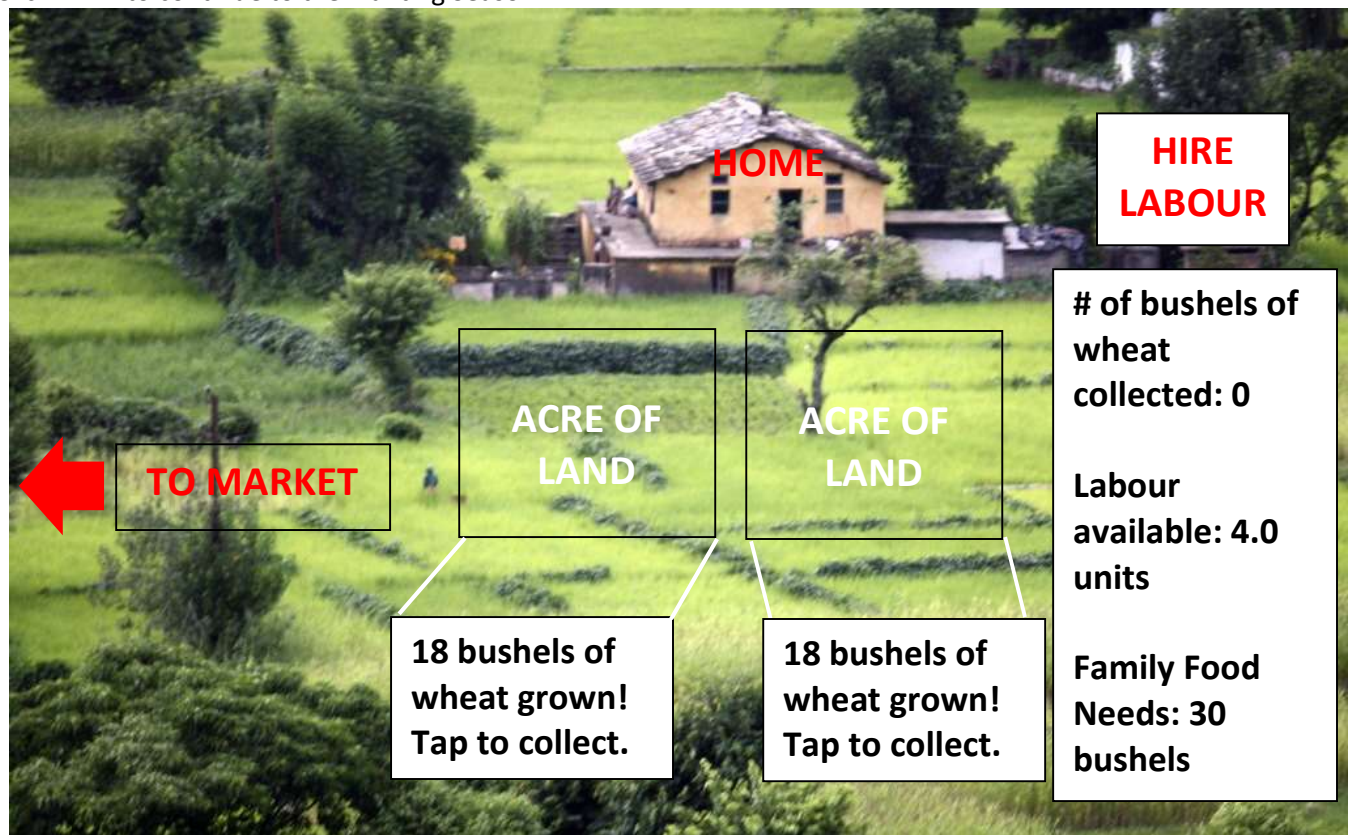 HOME
HIRE
LABOUR
# of bushels of
wheat
collected: 0
Labour
available: 4.0
units
Family Food
Needs: 30
bushels
ACRE OF
LAND
ACRE OF
LAND
TO MARKET
18 bushels of
wheat grown!
Tap to collect.
18 bushels of
wheat grown!
Tap to collect.